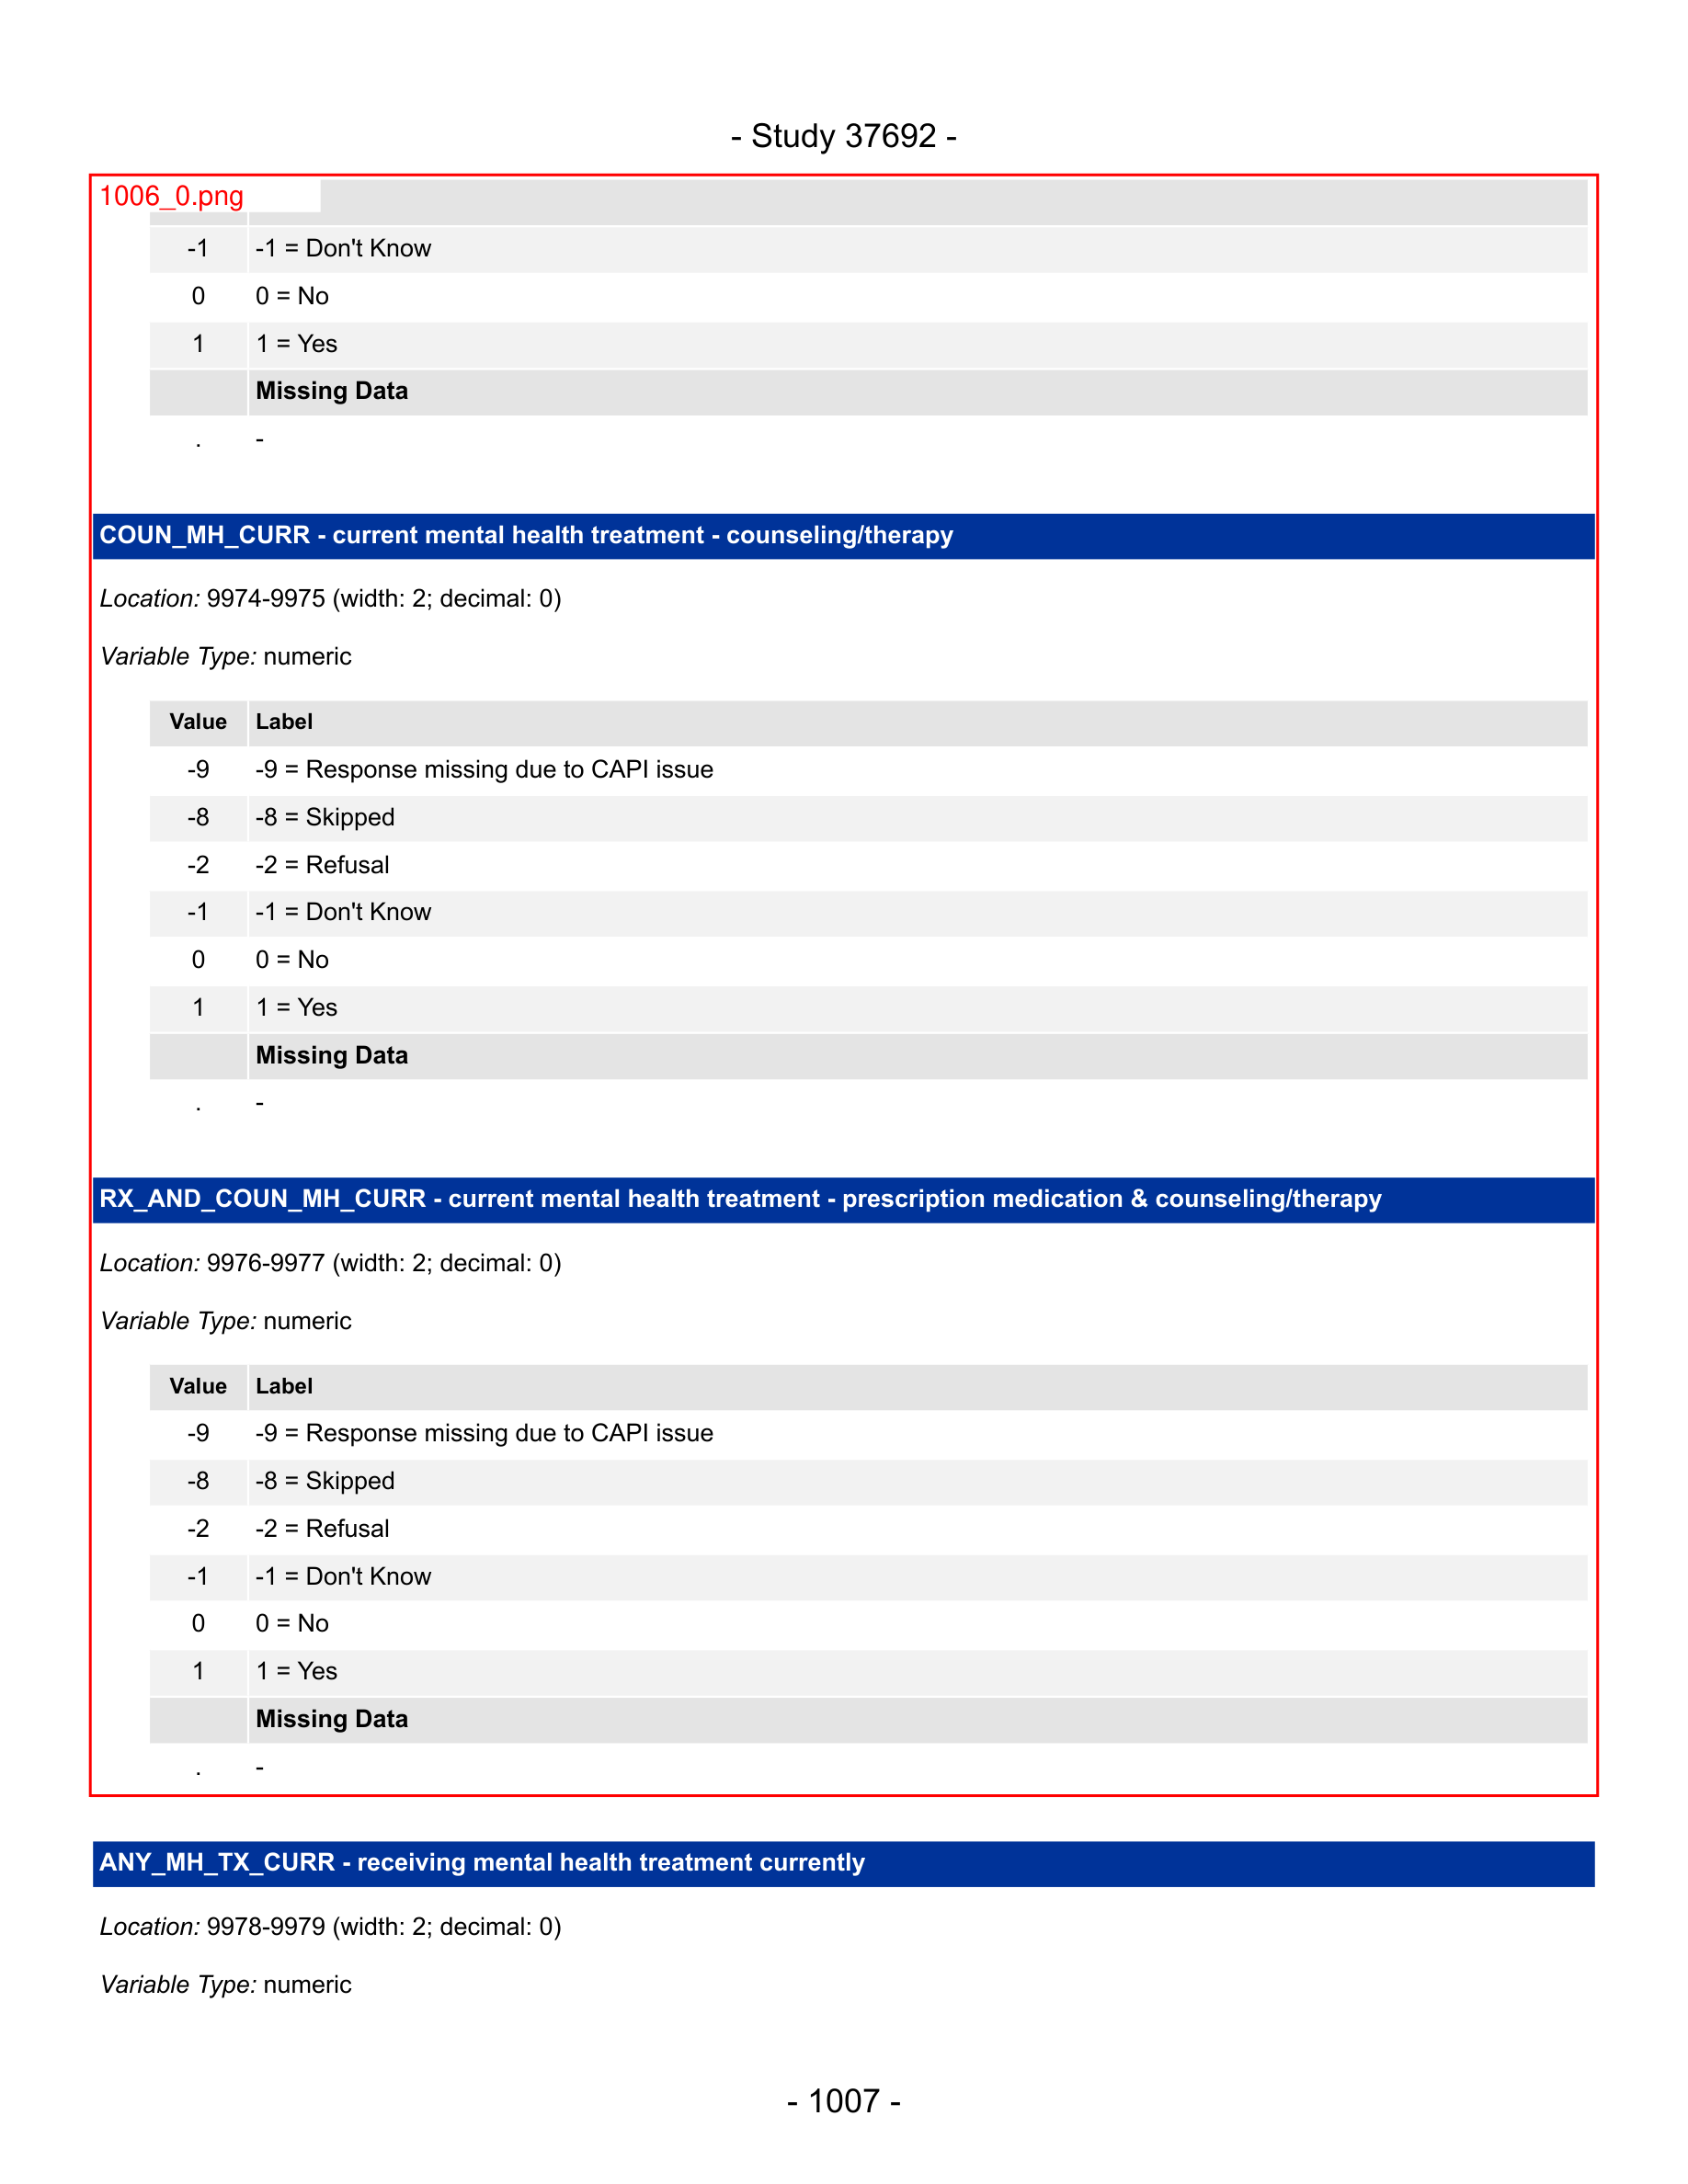 - Study 37692 -
1006_0.png
-1 -1 = Don't Know
0 0 = No
1 1 = Yes
Missing Data
. -
COUN_MH_CURR - current mental health treatment - counseling/therapy
Location: 9974-9975 (width: 2; decimal: 0)
Variable Type: numeric
Value Label
-9 -9 = Response missing due to CAPI issue
-8 -8 = Skipped
-2 -2 = Refusal
-1 -1 = Don't Know
0 0 = No
1 1 = Yes
Missing Data
. -
RX_AND_COUN_MH_CURR - current mental health treatment - prescription medication & counseling/therapy
Location: 9976-9977 (width: 2; decimal: 0)
Variable Type: numeric
Value Label
-9 -9 = Response missing due to CAPI issue
-8 -8 = Skipped
-2 -2 = Refusal
-1 -1 = Don't Know
0 0 = No
1 1 = Yes
Missing Data
. -
ANY_MH_TX_CURR - receiving mental health treatment currently
Location: 9978-9979 (width: 2; decimal: 0)
Variable Type: numeric
- 1007 -